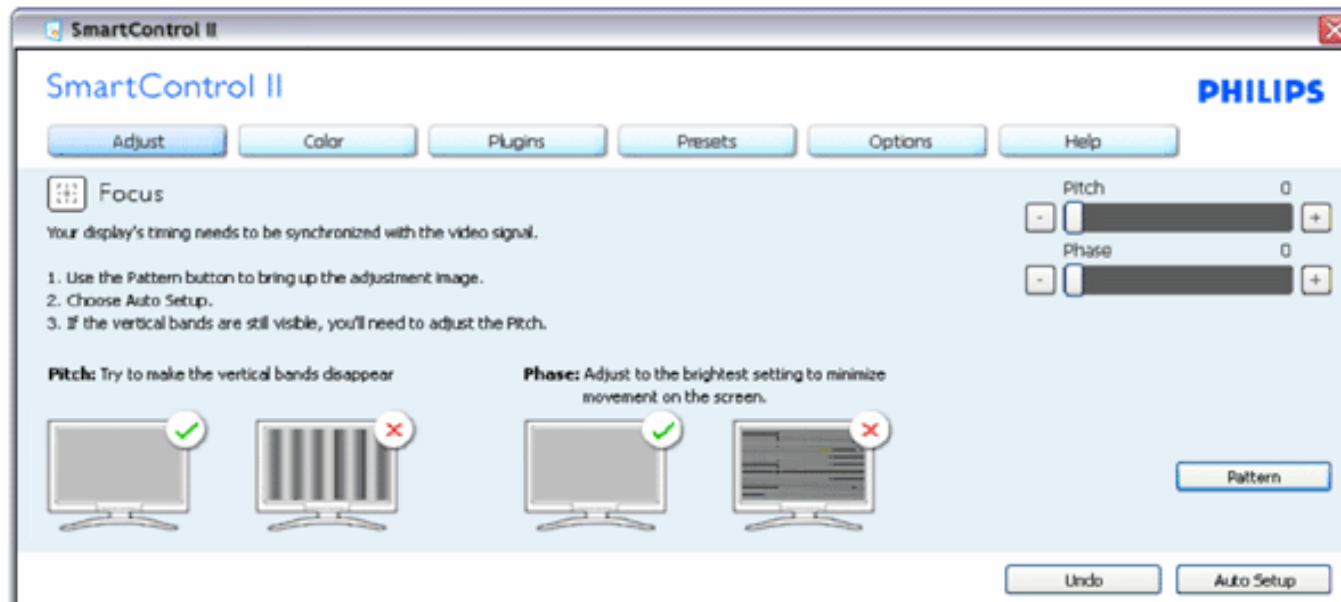 SmartControl II
SmartControl II
PHILIPS
Adjust Color Plugins Presets Options Help
Focus
Your display's timing needs to be synchronized with the video signal.
1. Use the Pattern button to bring up the adjustment image.
2. Choose Auto Setup.
3. If the vertical bands are still visible, you'll need to adjust the Pitch.
Pitch: Try to make the vertical bands disappear
Phase: Adjust to the brightest setting to minimize
movement on the screen.
Pitch 0
- +
Phase 0
- +
Pattern
Undo Auto Setup